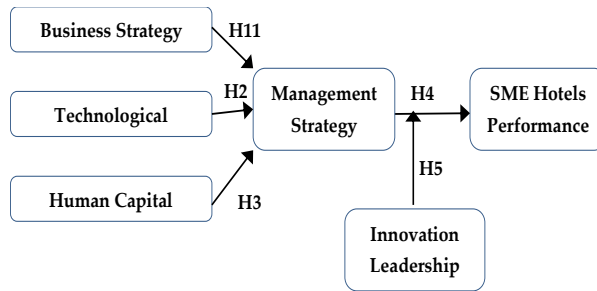 Business Strategy
H11
H2
Technological
Management
Strategy
H4
SME Hotels
Performance
Human Capital
H3
H5
Innovation
Leadership